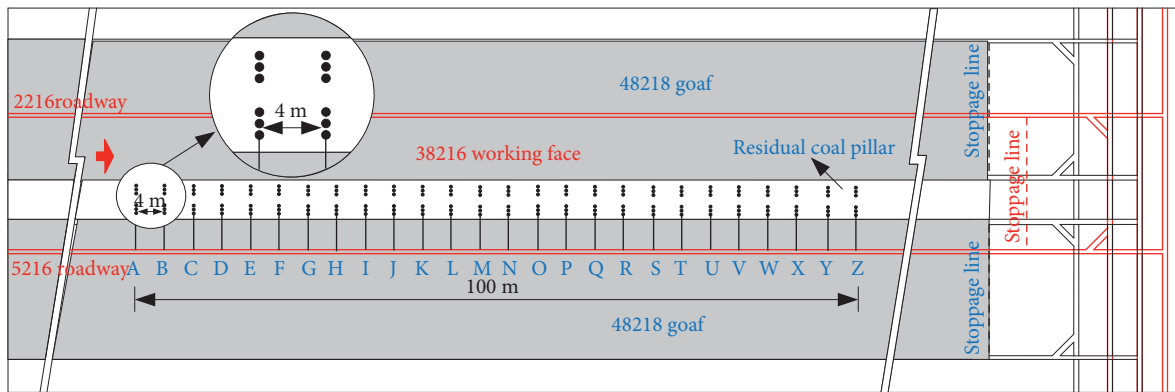 48218 goaf
Stoppage line
2216roadway
4 m
38216 working face
Residual coal pillar
Stoppage line
4 m
5216 roadway
A B C D E F G H I J K L M N O P Q R S T U V W X Y Z
100 m
48218 goaf
Stoppage line